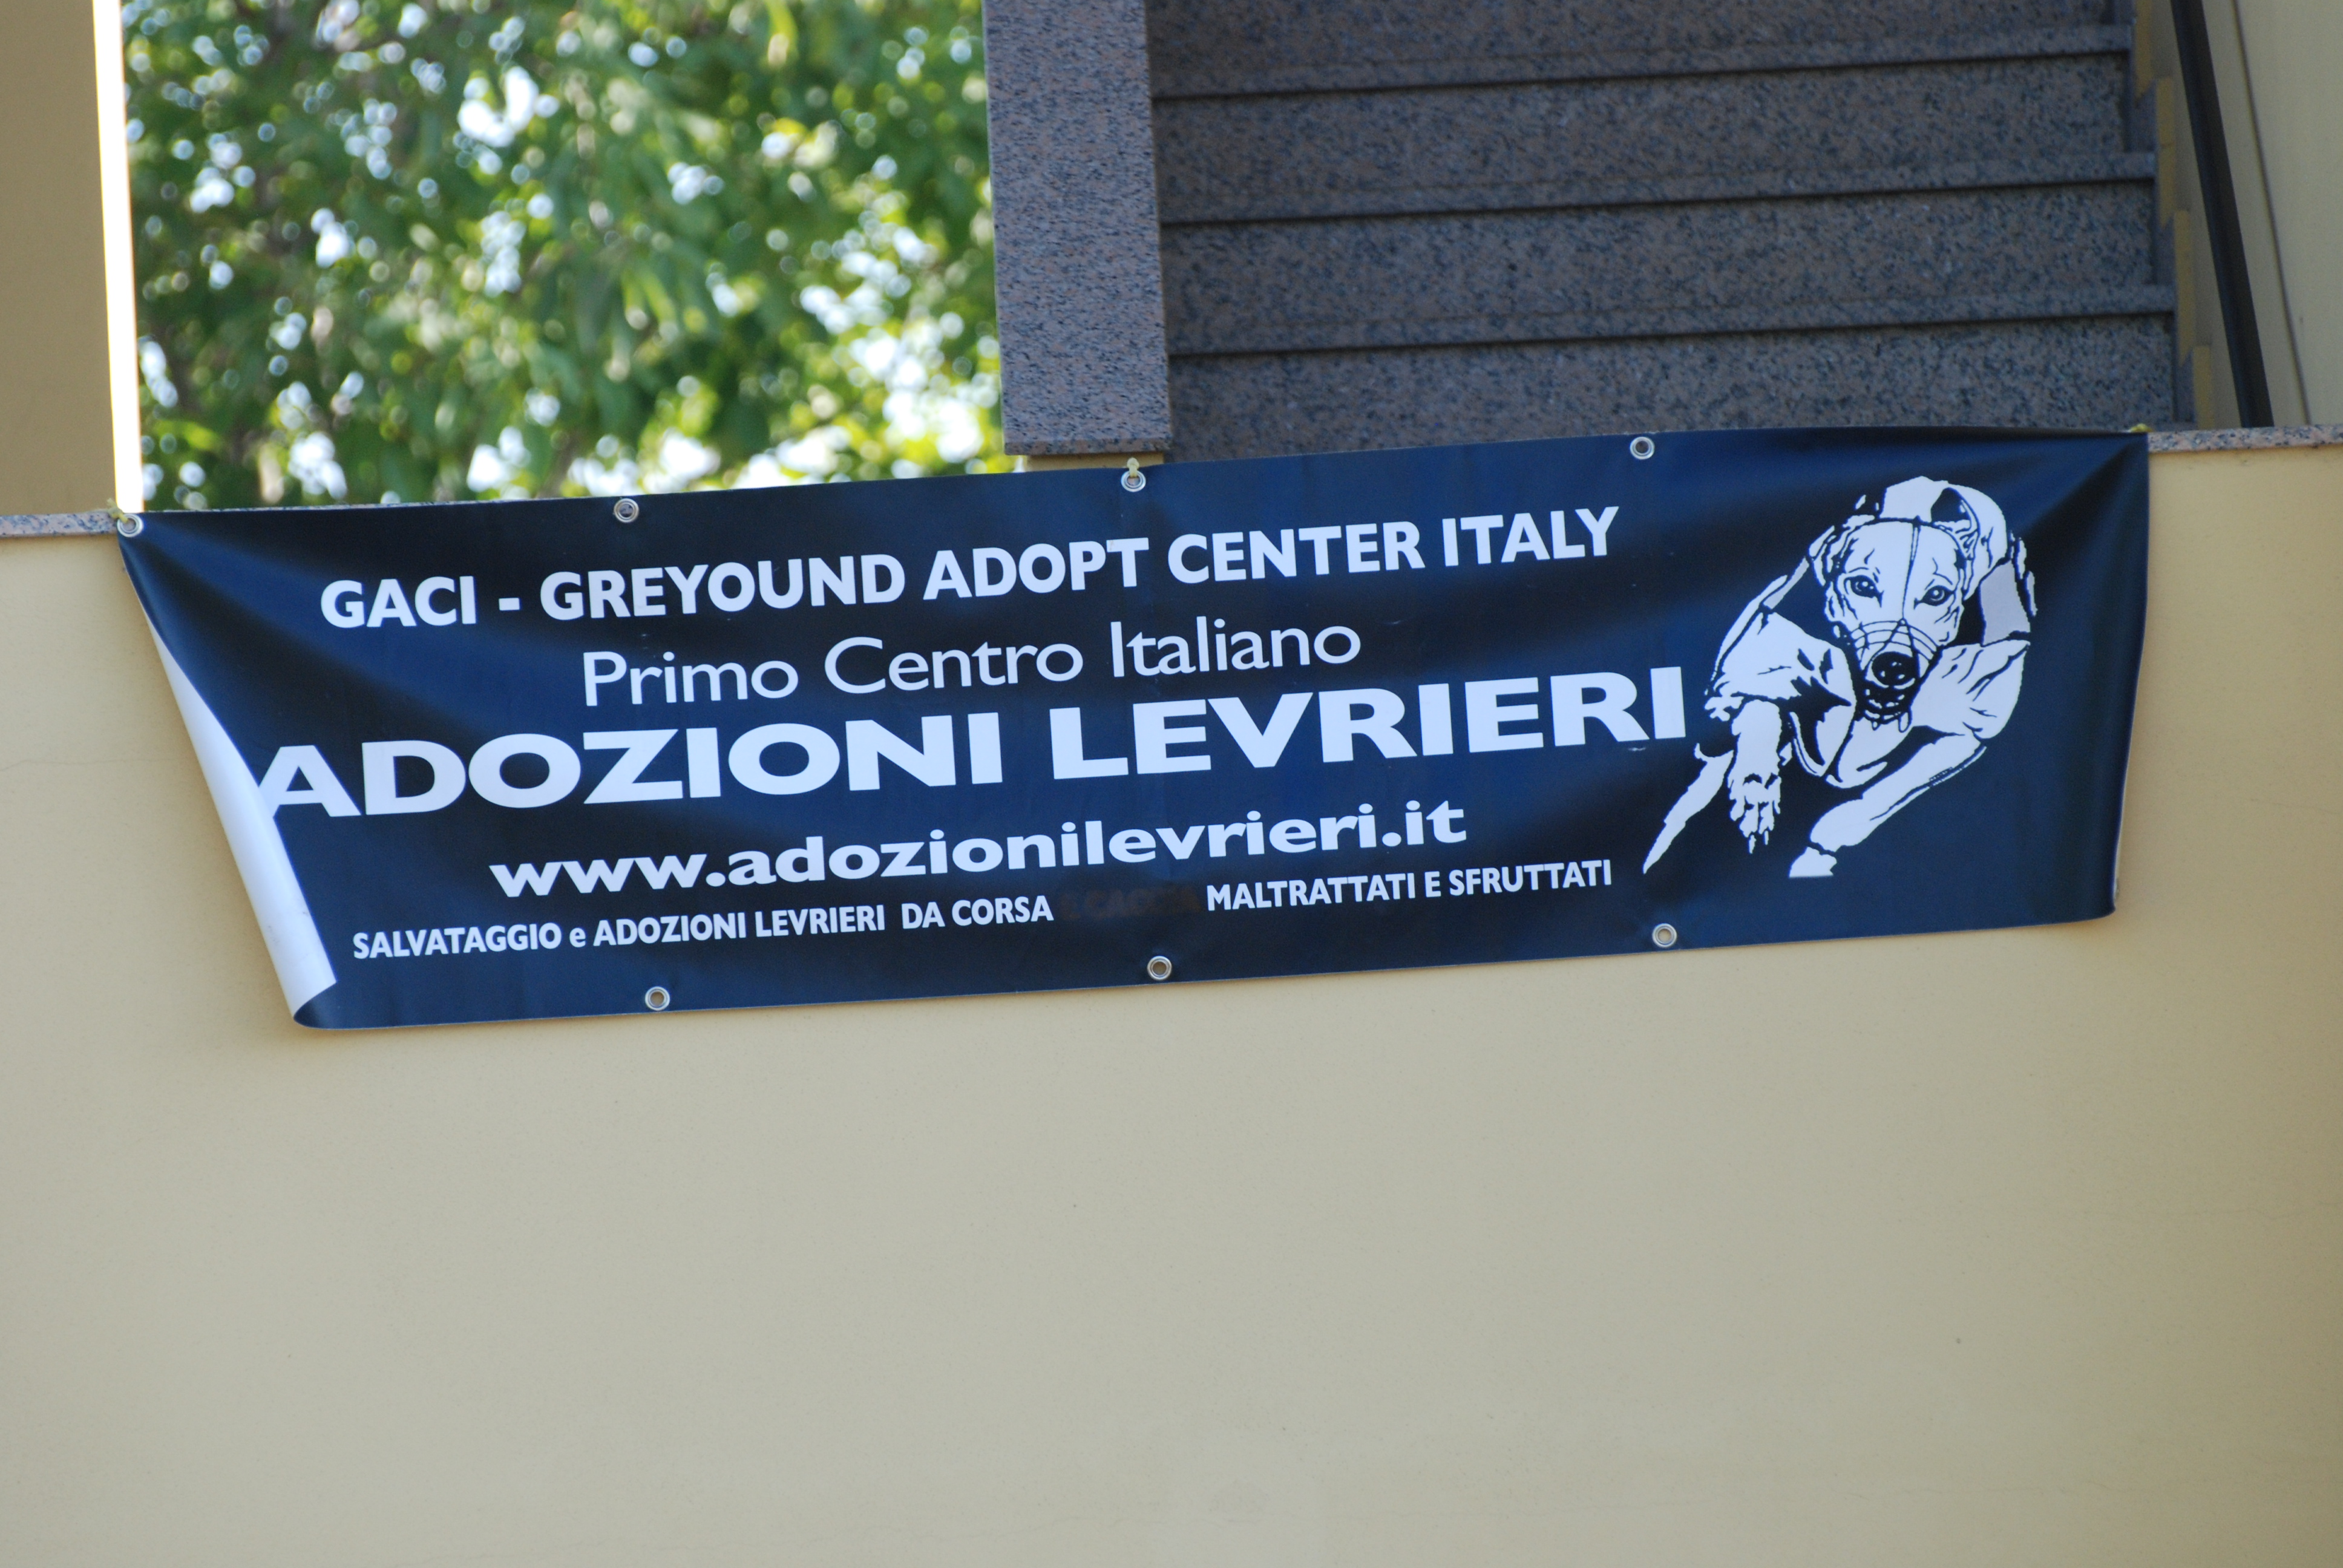 GACI - GREYOUND ADOPT CENTER ITALY
Primo Centro Italiano
ADOZIONI LEVRIERI
www.adozionilevrieri.it
SALVATAGGIO e ADOZIONI LEVRIERI DA CORSA MALTRATTATI E SFRUTTATI